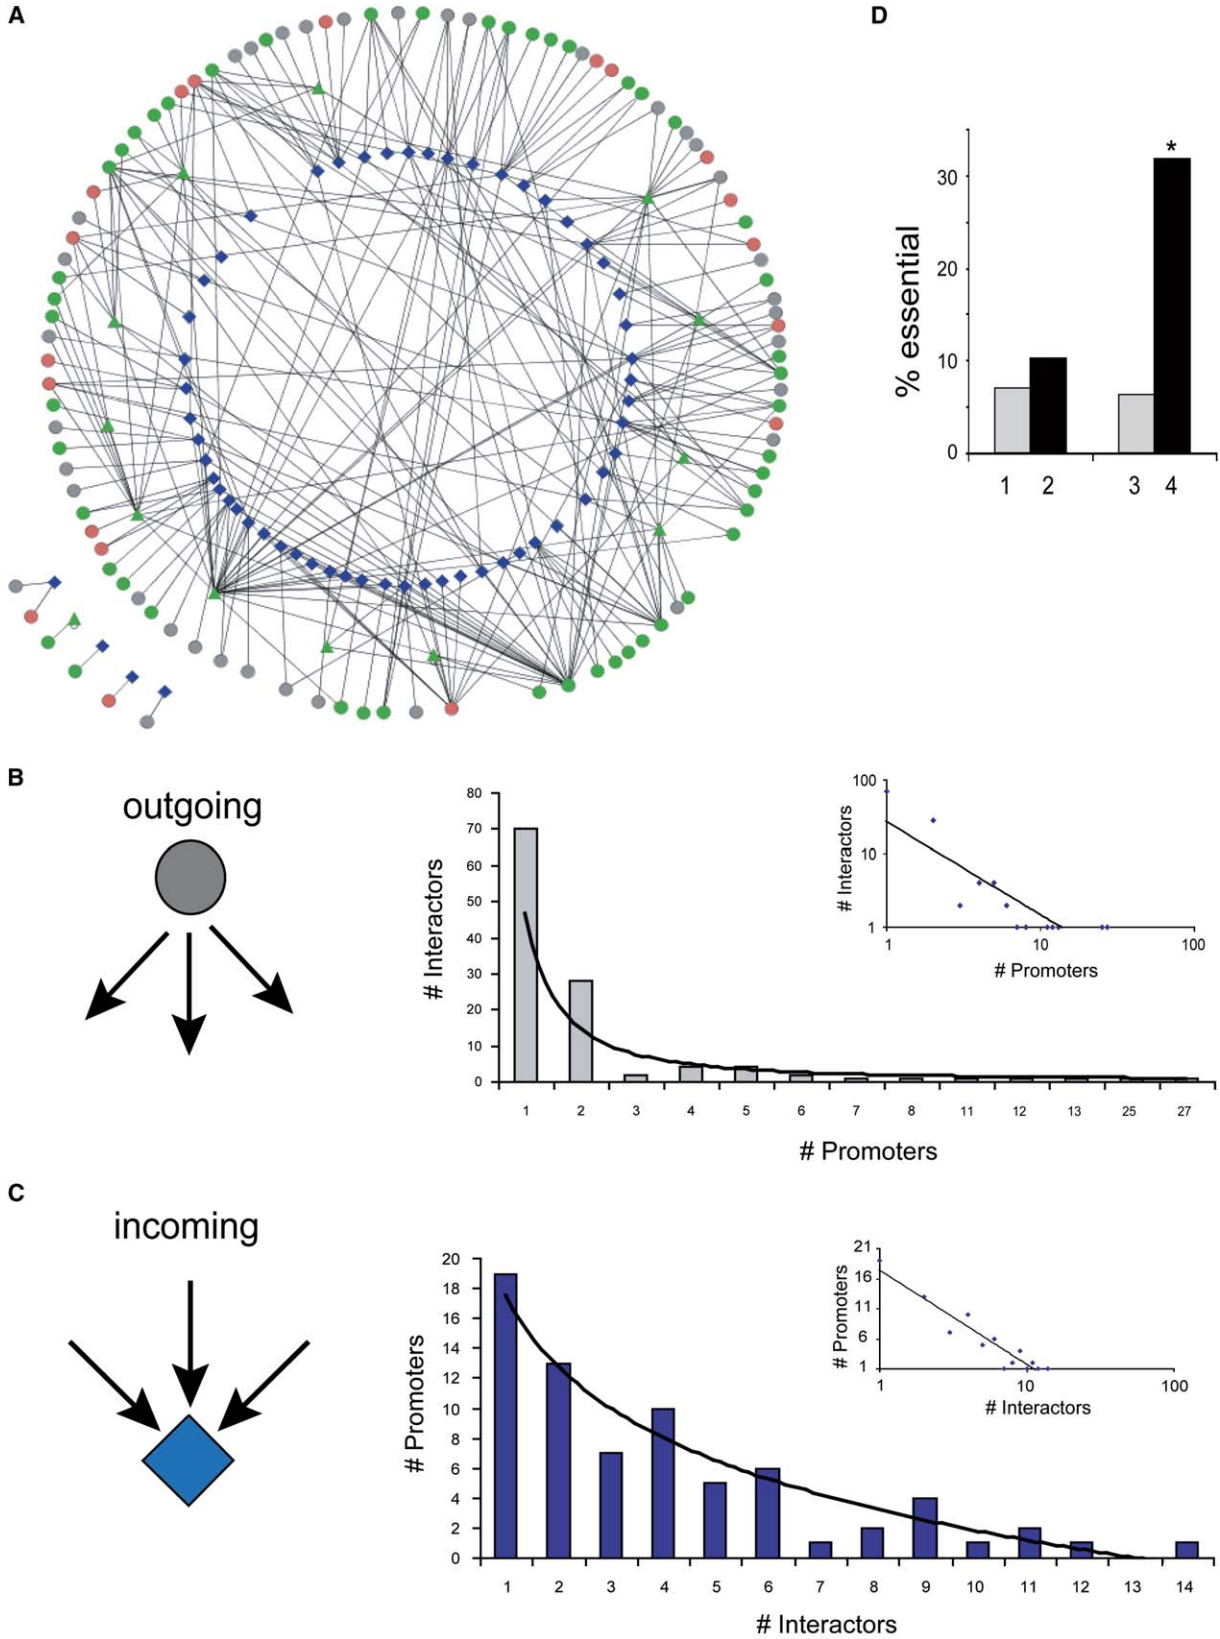 A
D
% essential
30
20
10
0
*
1 2 3 4
B
outgoing
# Interactors
80
70
60
50
40
30
20
10
0
1 2 3 4 5 6 7 8 11 12 13 25 27
# Promoters
# Interactors
100
10
1
1 10 100
# Promoters
C
incoming
# Promoters
20
18
16
14
12
10
8
6
4
2
0
1 2 3 4 5 6 7 8 9 10 11 12 13 14
# Interactors
# Promoters
21
16
11
6
1
1 10 100
# Interactors